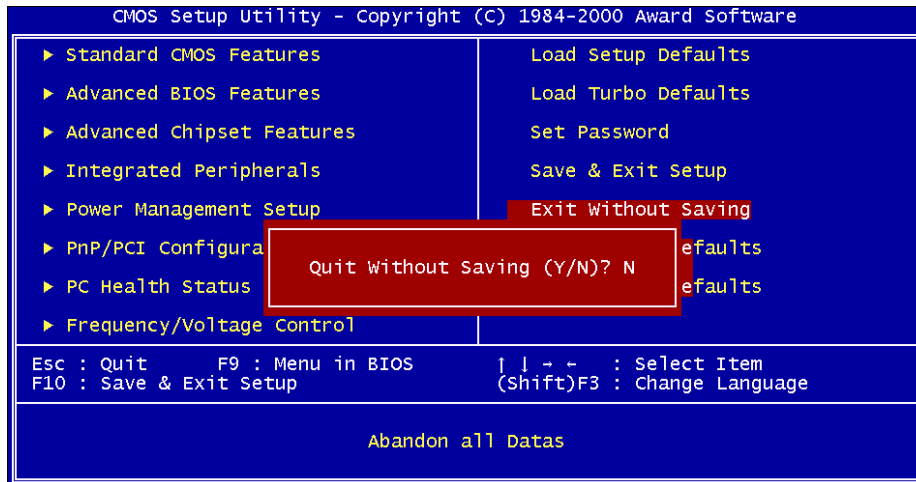 CMOS Setup Utility - Copyright (C) 1984-2000 Award Software
▶ Standard CMOS Features
▶ Advanced BIOS Features
▶ Advanced Chipset Features
▶ Integrated Peripherals
▶ Power Management Setup
▶ PnP/PCI Configura
▶ PC Health Status
▶ Frequency/Voltage Control
Load Setup Defaults
Load Turbo Defaults
Set Password
Save & Exit Setup
Exit Without Saving
efaults
efaults
Quit Without Saving (Y/N)? N
Esc : Quit F9 : Menu in BIOS ↑ ↓ → ← : Select Item
F10 : Save & Exit Setup (Shift)F3 : Change Language
Abandon all Datas